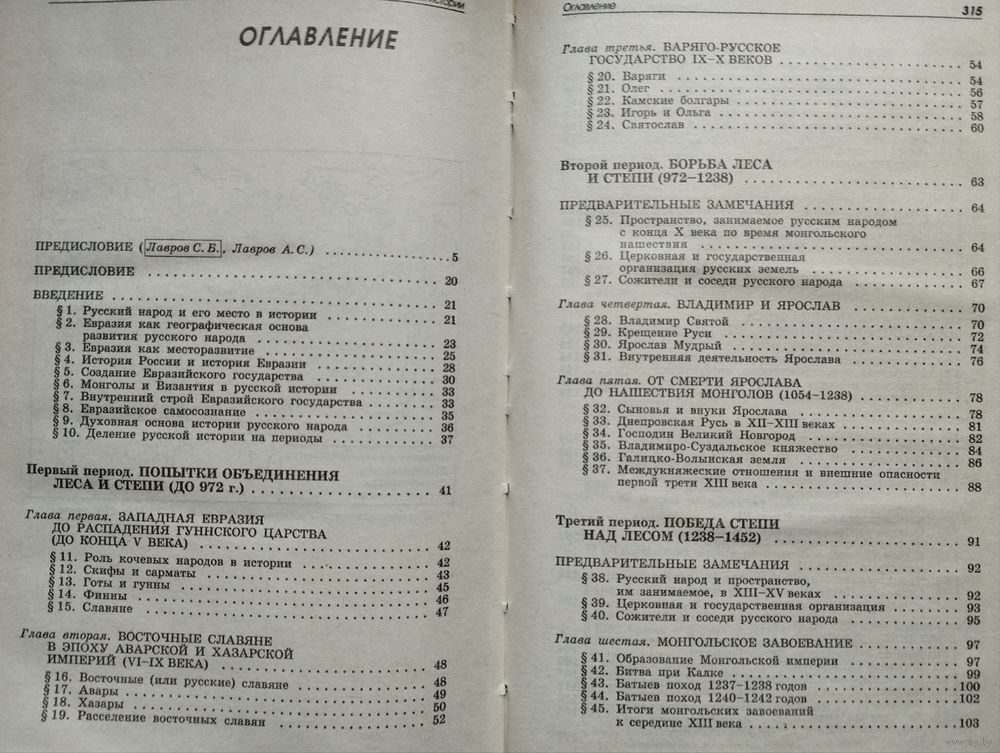 ОГЛАВЛЕНИЕ
ПРЕДИСЛОВИЕ (Лавров С. Б., Лавров А. С.) 5
ПРЕДИСЛОВИЕ 20
ВВЕДЕНИЕ 21
§ 1. Русский народ и его место в истории 21
§ 2. Евразия как географическая основа
развития русского народа 23
§ 3. Евразия как месторазвитие 25
§ 4. История России и история Евразии 28
§ 5. Создание Евразийского государства 30
§ 6. Монголы и Византия в русской истории 33
§ 7. Внутренний строй Евразийского государства 33
§ 8. Евразийское самосознание 35
§ 9. Духовная основа истории русского народа 36
§ 10. Деление русской истории на периоды 37
Первый период. ПОПЫТКИ ОБЪЕДИНЕНИЯ
ЛЕСА И СТЕПИ (ДО 972 г.) 41
Глава первая. ЗАПАДНАЯ ЕВРАЗИЯ
ДО РАСПАДЕНИЯ ГУННСКОГО ЦАРСТВА
(ДО КОНЦА V ВЕКА) 42
§ 11. Роль кочевых народов в истории 42
§ 12. Скифы и сарматы 43
§ 13. Готы и гунны 45
§ 14. Финны 46
§ 15. Славяне 47
Глава вторая. ВОСТОЧНЫЕ СЛАВЯНЕ
В ЭПОХУ АВАРСКОЙ И ХАЗАРСКОЙ
ИМПЕРИЙ (VI–IX ВЕКА) 48
§ 16. Восточные (или русские) славяне 48
§ 17. Авары 49
§ 18. Хазары 50
§ 19. Расселение восточных славян 52
Оглавление 315
Глава третья. ВАРЯГО-РУССКОЕ
ГОСУДАРСТВО IX–X ВЕКОВ 54
§ 20. Варяги 54
§ 21. Олег 56
§ 22. Камские болгары 57
§ 23. Игорь и Ольга 58
§ 24. Святослав 60
Второй период. БОРЬБА ЛЕСА
И СТЕПИ (972–1238) 63
ПРЕДВАРИТЕЛЬНЫЕ ЗАМЕЧАНИЯ 64
§ 25. Пространство, занимаемое русским народом
с конца X века по время монгольского
нашествия 64
§ 26. Церковная и государственная
организация русских земель 66
§ 27. Сожители и соседи русского народа 67
Глава четвертая. ВЛАДИМИР И ЯРОСЛАВ 70
§ 28. Владимир Святой 70
§ 29. Крещение Руси 72
§ 30. Ярослав Мудрый 74
§ 31. Внутренняя деятельность Ярослава 76
Глава пятая. ОТ СМЕРТИ ЯРОСЛАВА
ДО НАШЕСТВИЯ МОНГОЛОВ (1054–1238) 78
§ 32. Сыновья и внуки Ярослава 78
§ 33. Днепровская Русь в XII–XIII веках 81
§ 34. Господин Великий Новгород 82
§ 35. Владимиро-Суздальское княжество 84
§ 36. Галицко-Волынская земля 86
§ 37. Междукняжеские отношения и внешние опасности
первой трети XIII века 88
Третий период. ПОБЕДА СТЕПИ
НАД ЛЕСОМ (1238–1452) 91
ПРЕДВАРИТЕЛЬНЫЕ ЗАМЕЧАНИЯ 92
§ 38. Русский народ и пространство,
им занимаемое, в XIII–XV веках 92
§ 39. Церковная и государственная организация 93
§ 40. Сожители и соседи русского народа 95
Глава шестая. МОНГОЛЬСКОЕ ЗАВОЕВАНИЕ 97
§ 41. Образование Монгольской империи 97
§ 42. Битва при Калке 99
§ 43. Батыев поход 1237–1238 годов 100
§ 44. Батыев поход 1240–1242 годов 102
§ 45. Итоги монгольских завоеваний
к середине XIII века 103
www.ay.by